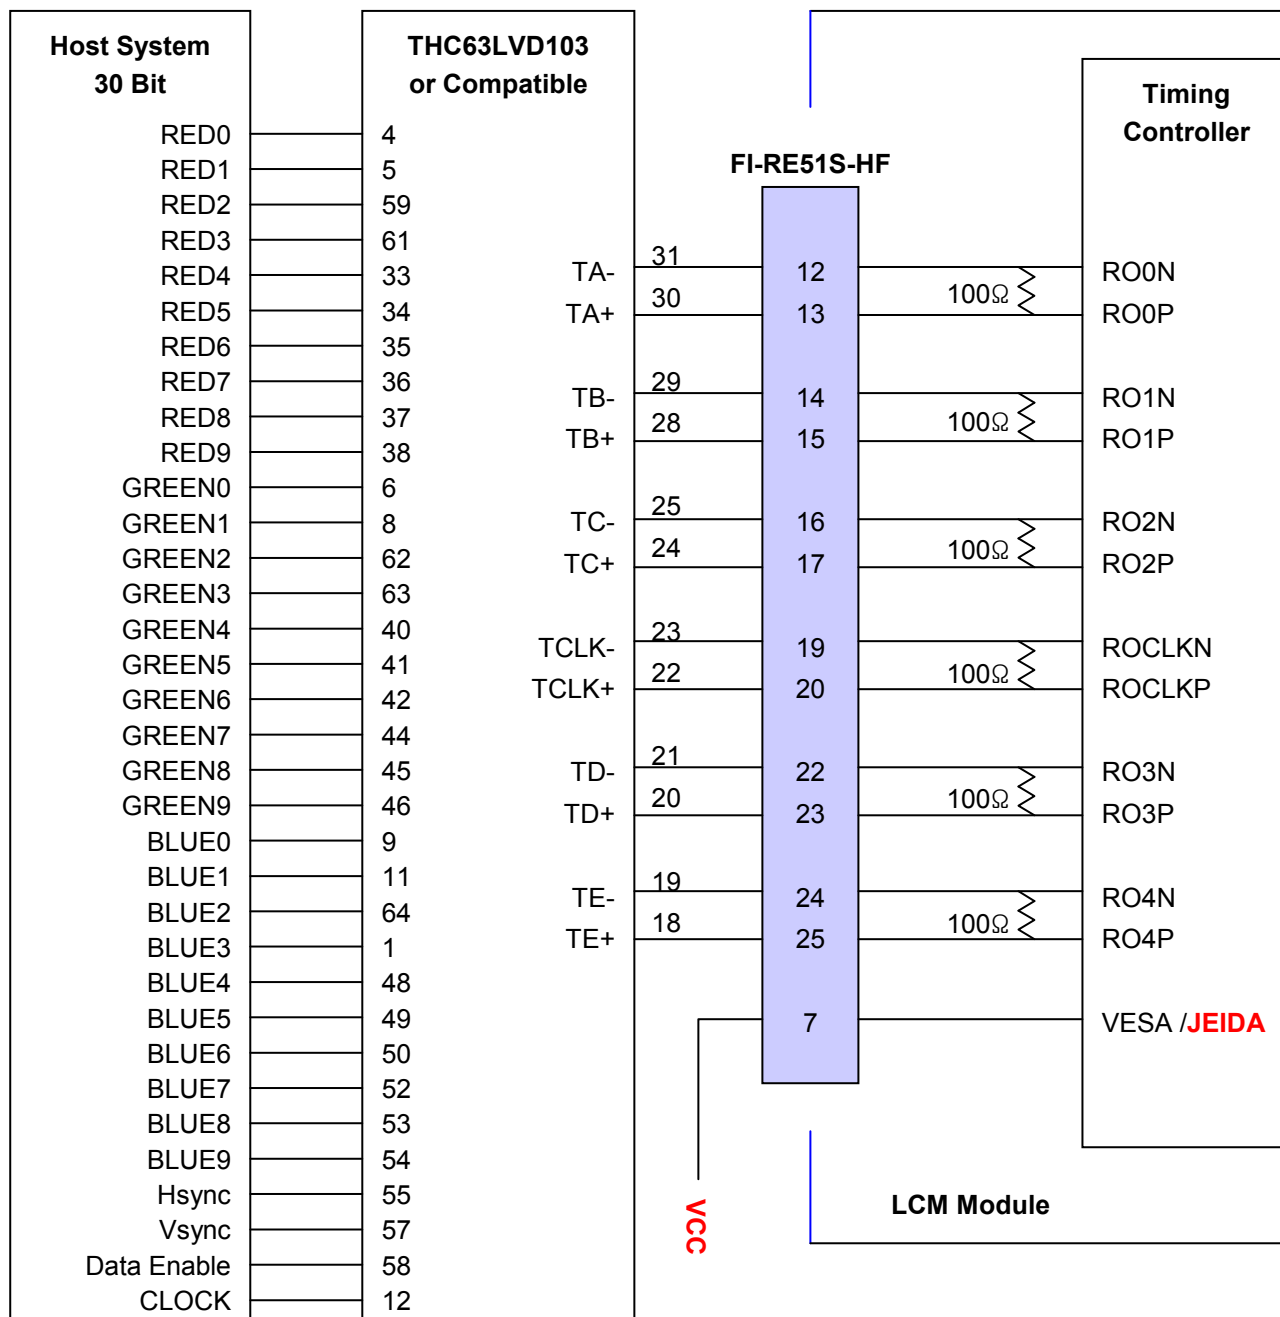 Host System
30 Bit
THC63LVD103
or Compatible
Timing
Controller
FI-RE51S-HF
RED0 4
RED1 5
RED2 59
RED3 61
RED4 33
RED5 34
RED6 35
RED7 36
RED8 37
RED9 38
GREEN0 6
GREEN1 8
GREEN2 62
GREEN3 63
GREEN4 40
GREEN5 41
GREEN6 42
GREEN7 44
GREEN8 45
GREEN9 46
BLUE0 9
BLUE1 11
BLUE2 64
BLUE3 1
BLUE4 48
BLUE5 49
BLUE6 50
BLUE7 52
BLUE8 53
BLUE9 54
Hsync 55
Vsync 57
Data Enable 58
CLOCK 12
TA- 31 12 RO0N
100Ω
TA+ 30 13 RO0P
TB- 29 14 RO1N
100Ω
TB+ 28 15 RO1P
TC- 25 16 RO2N
100Ω
TC+ 24 17 RO2P
TCLK- 23 19 ROCLKN
100Ω
TCLK+ 22 20 ROCLKP
TD- 21 22 RO3N
100Ω
TD+ 20 23 RO3P
TE- 19 24 RO4N
100Ω
TE+ 18 25 RO4P
7 VESA /JEIDA
VCC
LCM Module